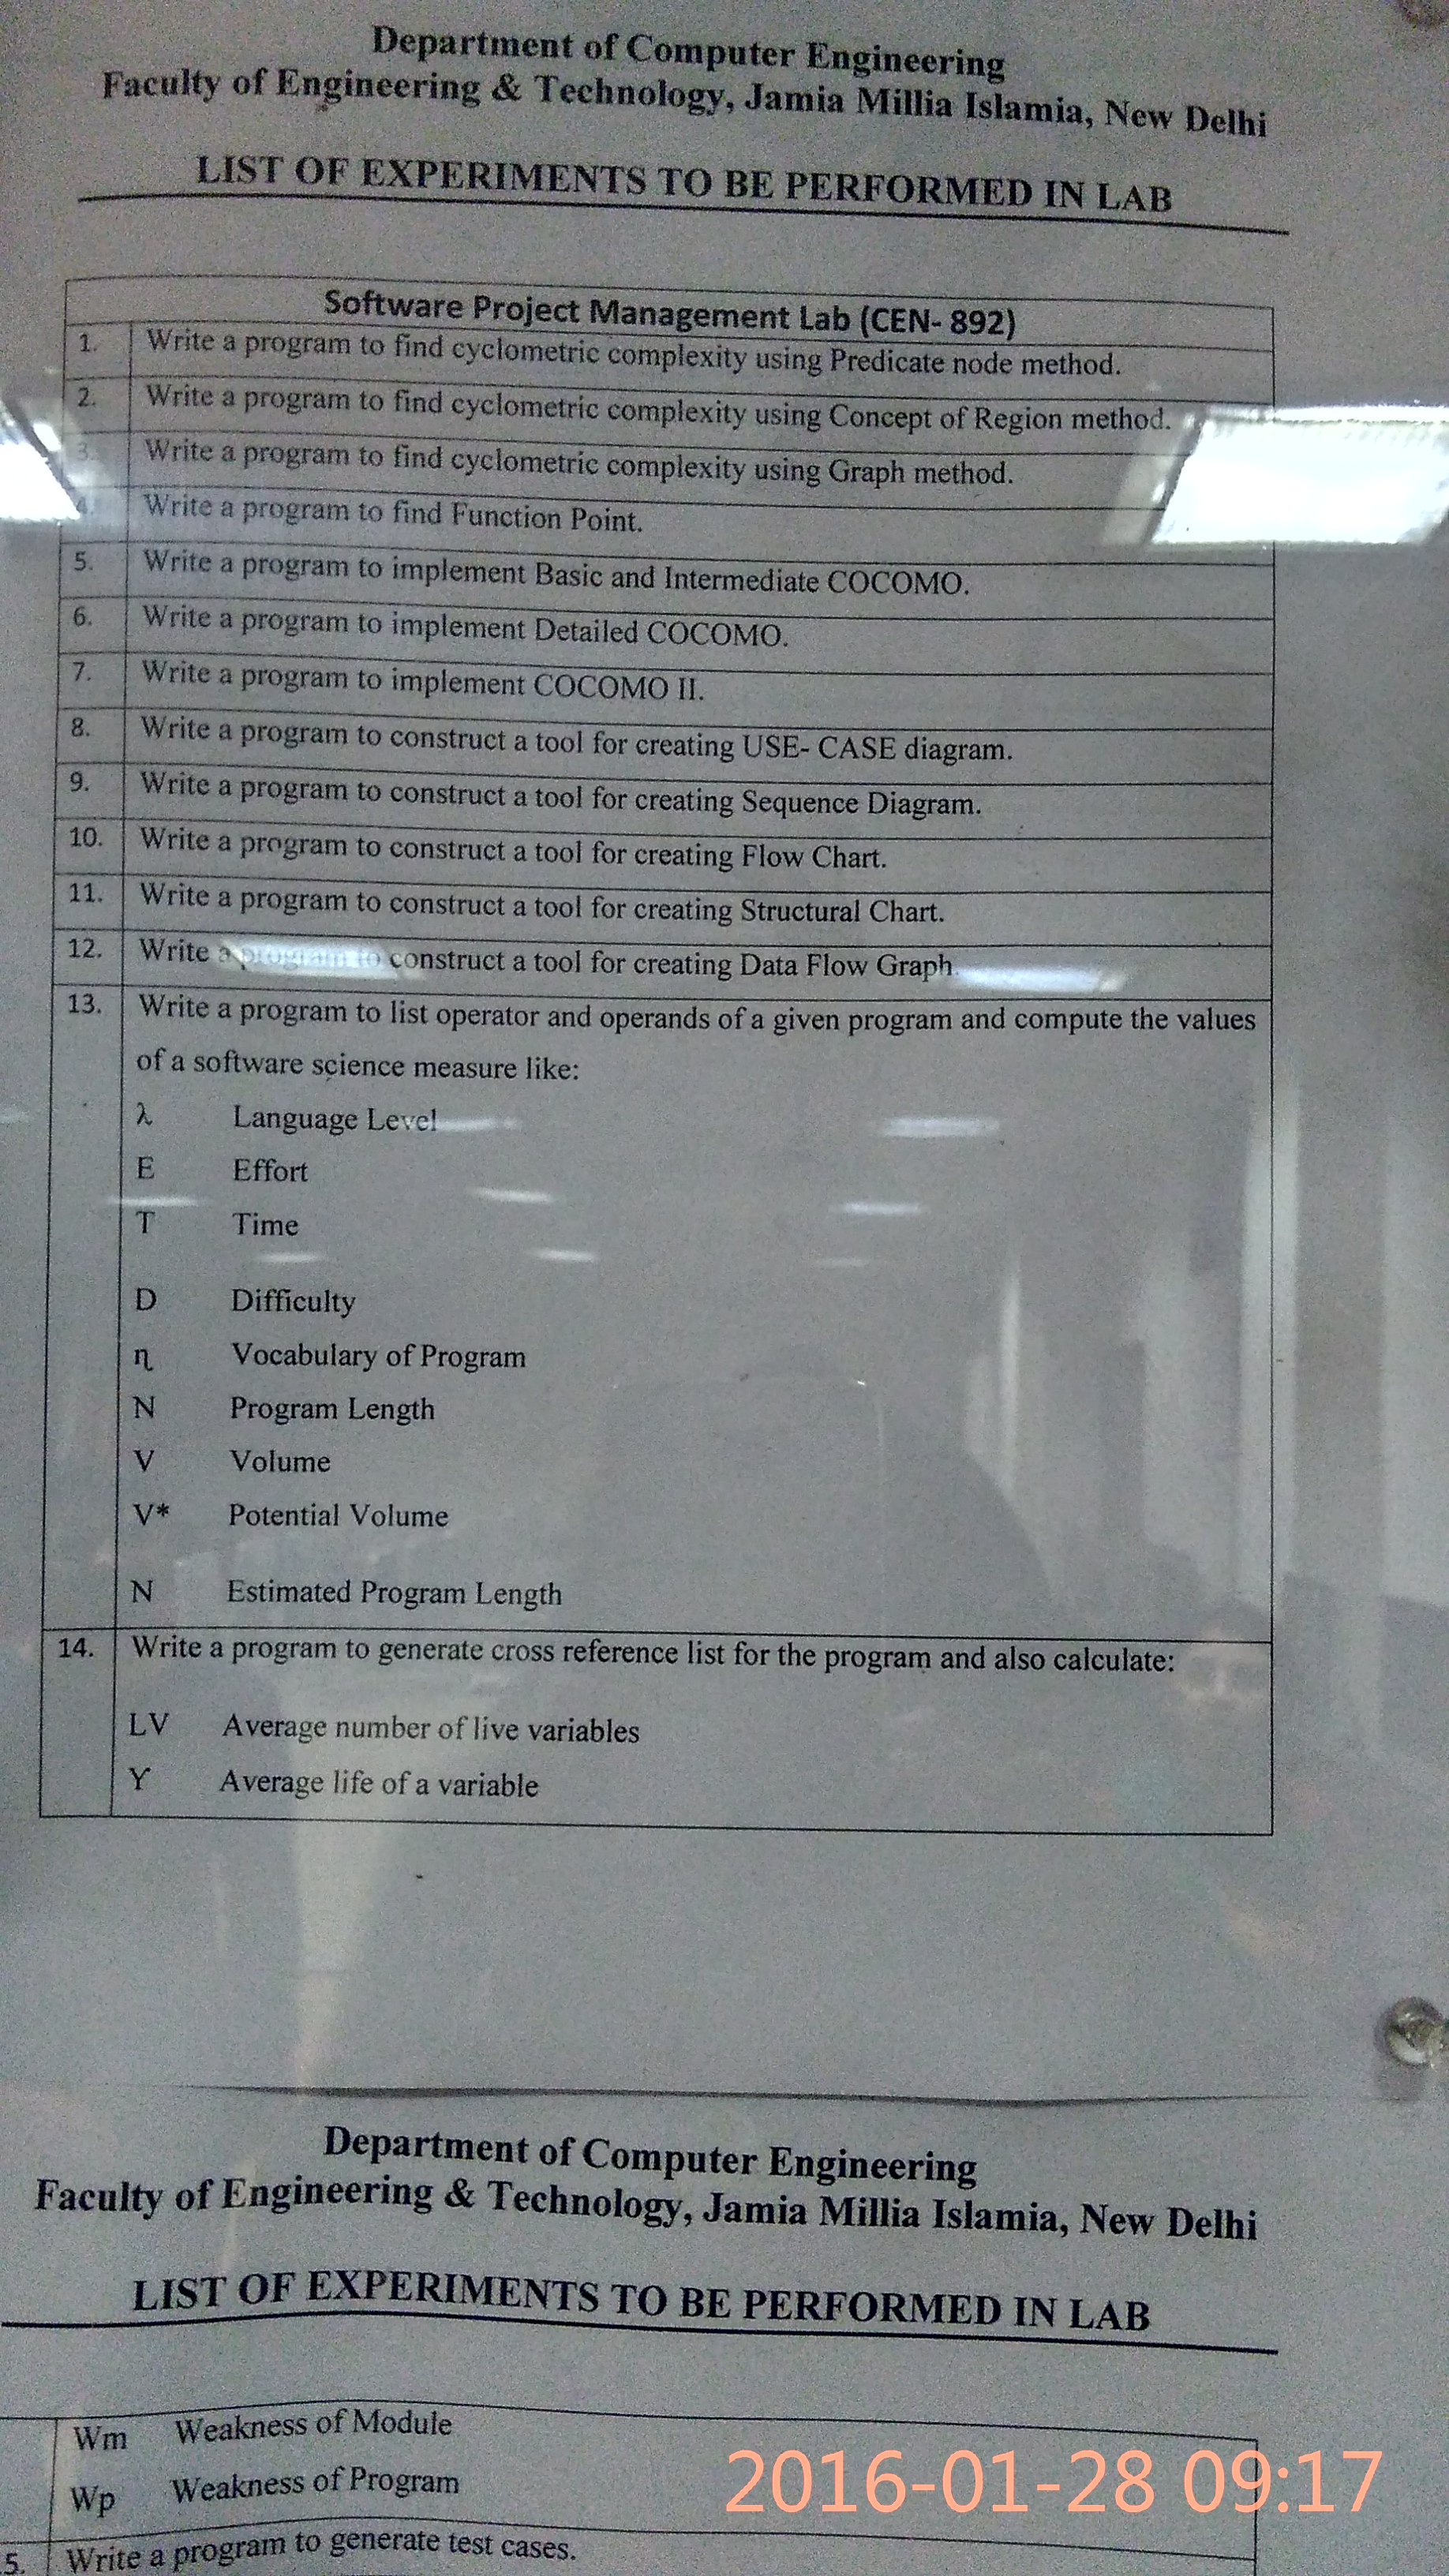 Department of Computer Engineering
Faculty of Engineering & Technology, Jamia Millia Islamia, New Delhi
LIST OF EXPERIMENTS TO BE PERFORMED IN LAB
Software Project Management Lab (CEN- 892)
1. Write a program to find cyclometric complexity using Predicate node method.
2. Write a program to find cyclometric complexity using Concept of Region method.
3. Write a program to find cyclometric complexity using Graph method.
4. Write a program to find Function Point.
5. Write a program to implement Basic and Intermediate COCOMO.
6. Write a program to implement Detailed COCOMO.
7. Write a program to implement COCOMO II.
8. Write a program to construct a tool for creating USE- CASE diagram.
9. Write a program to construct a tool for creating Sequence Diagram.
10. Write a program to construct a tool for creating Flow Chart.
11. Write a program to construct a tool for creating Structural Chart.
12. Write a program to construct a tool for creating Data Flow Graph
13. Write a program to list operator and operands of a given program and compute the values
of a software science measure like:
λ Language Level
E Effort
T Time
D Difficulty
η Vocabulary of Program
N Program Length
V Volume
V* Potential Volume
N Estimated Program Length
14. Write a program to generate cross reference list for the program and also calculate:
LV Average number of live variables
Y Average life of a variable
Department of Computer Engineering
Faculty of Engineering & Technology, Jamia Millia Islamia, New Delhi
LIST OF EXPERIMENTS TO BE PERFORMED IN LAB
Wm Weakness of Module
Wp Weakness of Program
5. Write a program to generate test cases.
2016-01-28 09:17